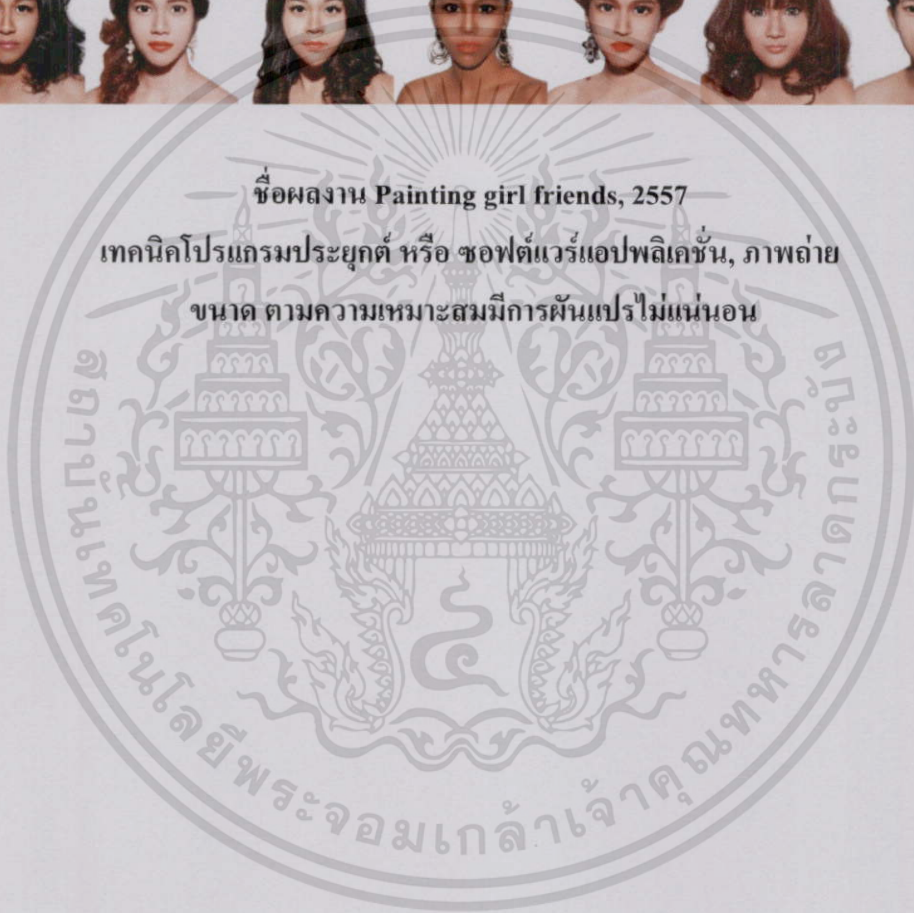 ชื่อผลงาน Painting girl friends, 2557
เทคนิคโปรแกรมประยุกต์ หรือ ซอฟต์แวร์แอปพลิเคชั่น, ภาพถ่าย
ขนาด ตามความเหมาะสมมีการผันแปรไม่แน่นอน
สถาบันเทคโนโลยีพระจอมเกล้าเจ้าคุณทหารลาดกระบัง
๔